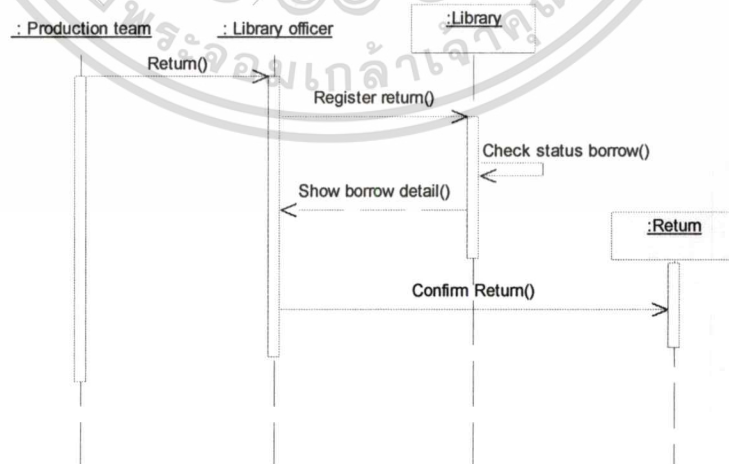 : Production team
: Library officer
:Library
Return()
Register return()
Check status borrow()
Show borrow detail()
:Return
Confirm Return()